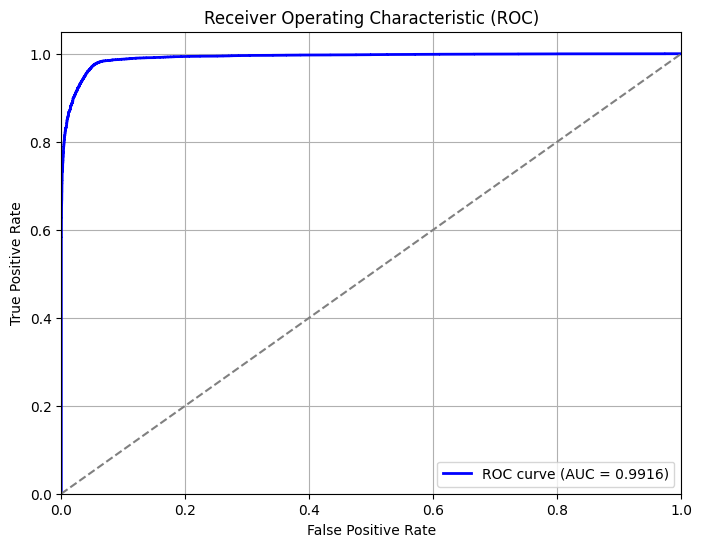 Receiver Operating Characteristic (ROC)
1.0
0.8
0.6
0.4
0.2
0.0
True Positive Rate
ROC curve (AUC = 0.9916)
0.0 0.2 0.4 0.6 0.8 1.0
False Positive Rate